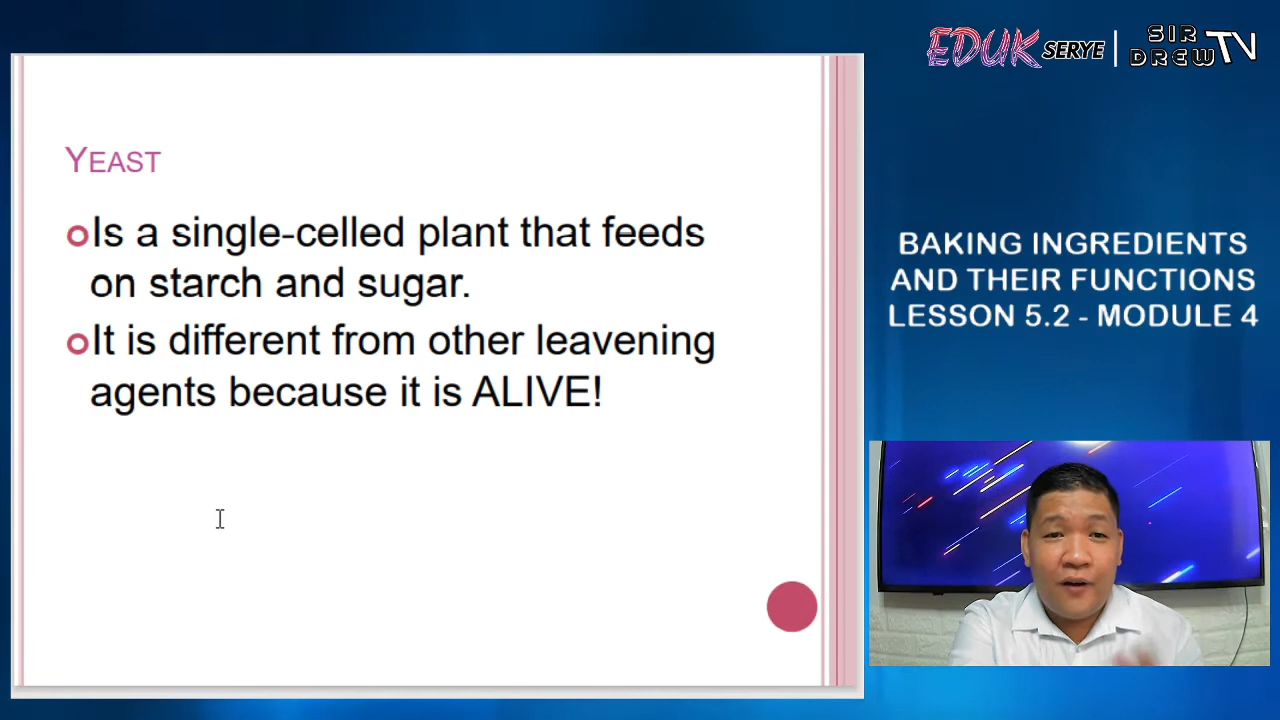 EDUK SERYE | SIR DREW TV
YEAST
Is a single-celled plant that feeds
on starch and sugar.
It is different from other leavening
agents because it is ALIVE!
BAKING INGREDIENTS
AND THEIR FUNCTIONS
LESSON 5.2 - MODULE 4